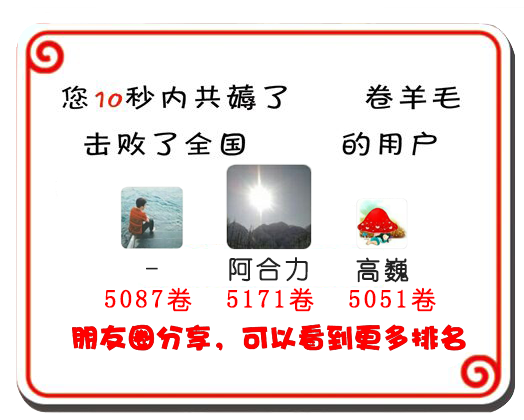 您10秒内共薅了 卷羊毛
击败了全国 的用户
- 阿合力 高巍
5087卷 5171卷 5051卷
朋友圈分享，可以看到更多排名